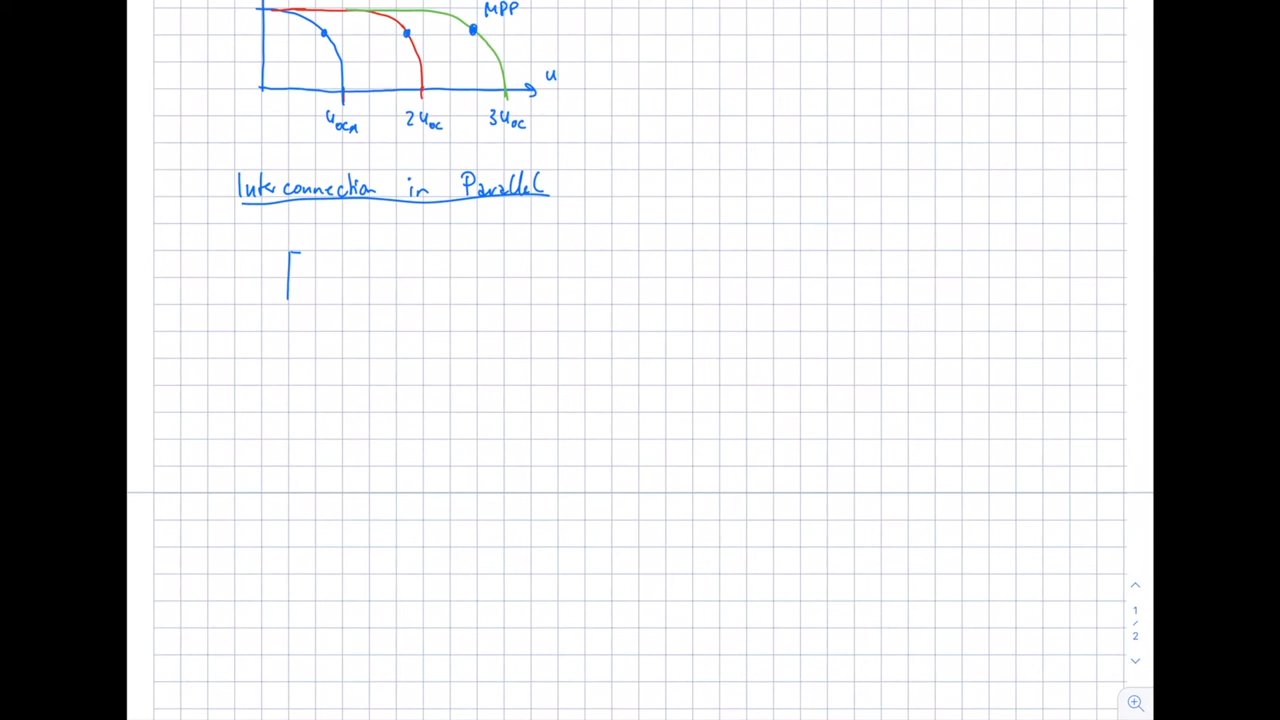 MPP
u
u_oc1 2 u_oc 3 u_oc
Interconnection in Parallel
1
/
2